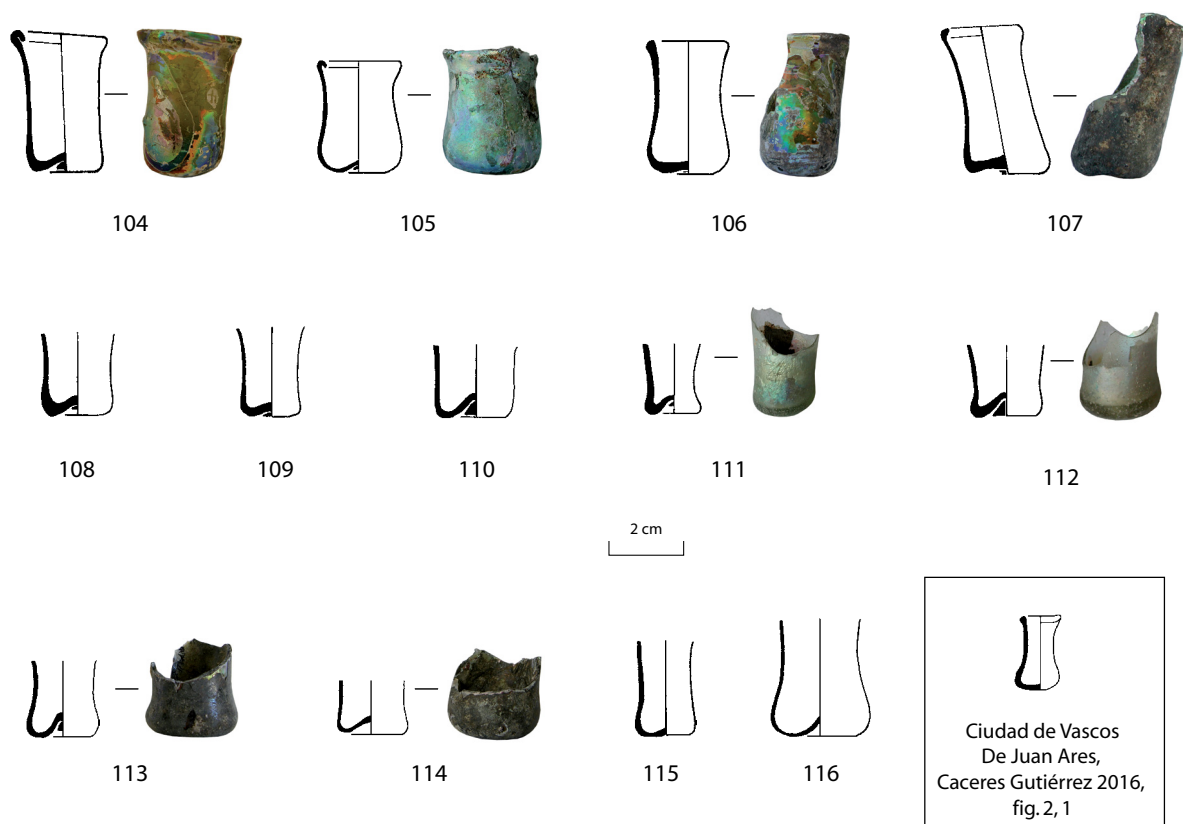 104
105
106
107
108
109
110
111
112
2 cm
113
114
115
116
Ciudad de Vascos
De Juan Ares,
Caceres Gutiérrez 2016,
fig. 2, 1